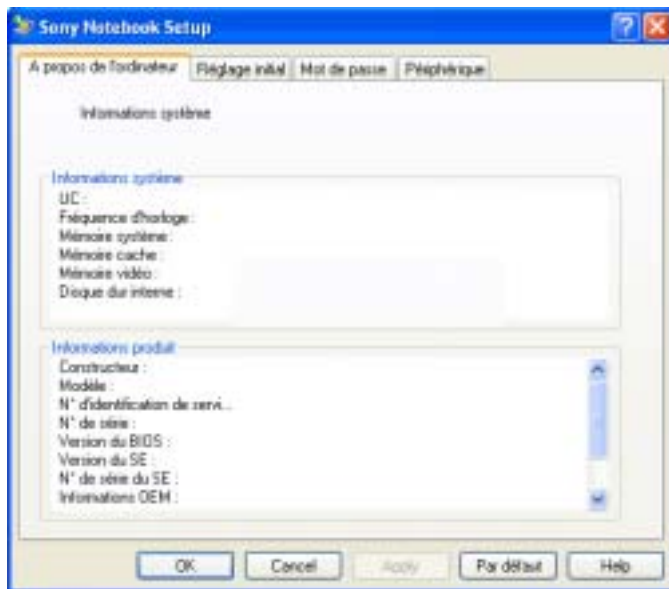 Sony Notebook Setup
A propos de l'ordinateur Réglage initial Mot de passe Périphérique
Informations système
Informations système
UC :
Fréquence d'horloge :
Mémoire système :
Mémoire cache :
Mémoire vidéo :
Disque dur interne :
Informations produit
Constructeur :
Modèle :
N° d'identification de servi...
N° de série :
Version du BIOS :
Version du SE :
N° de série du SE :
Informations OEM :
OK Cancel Apply Par défaut Help